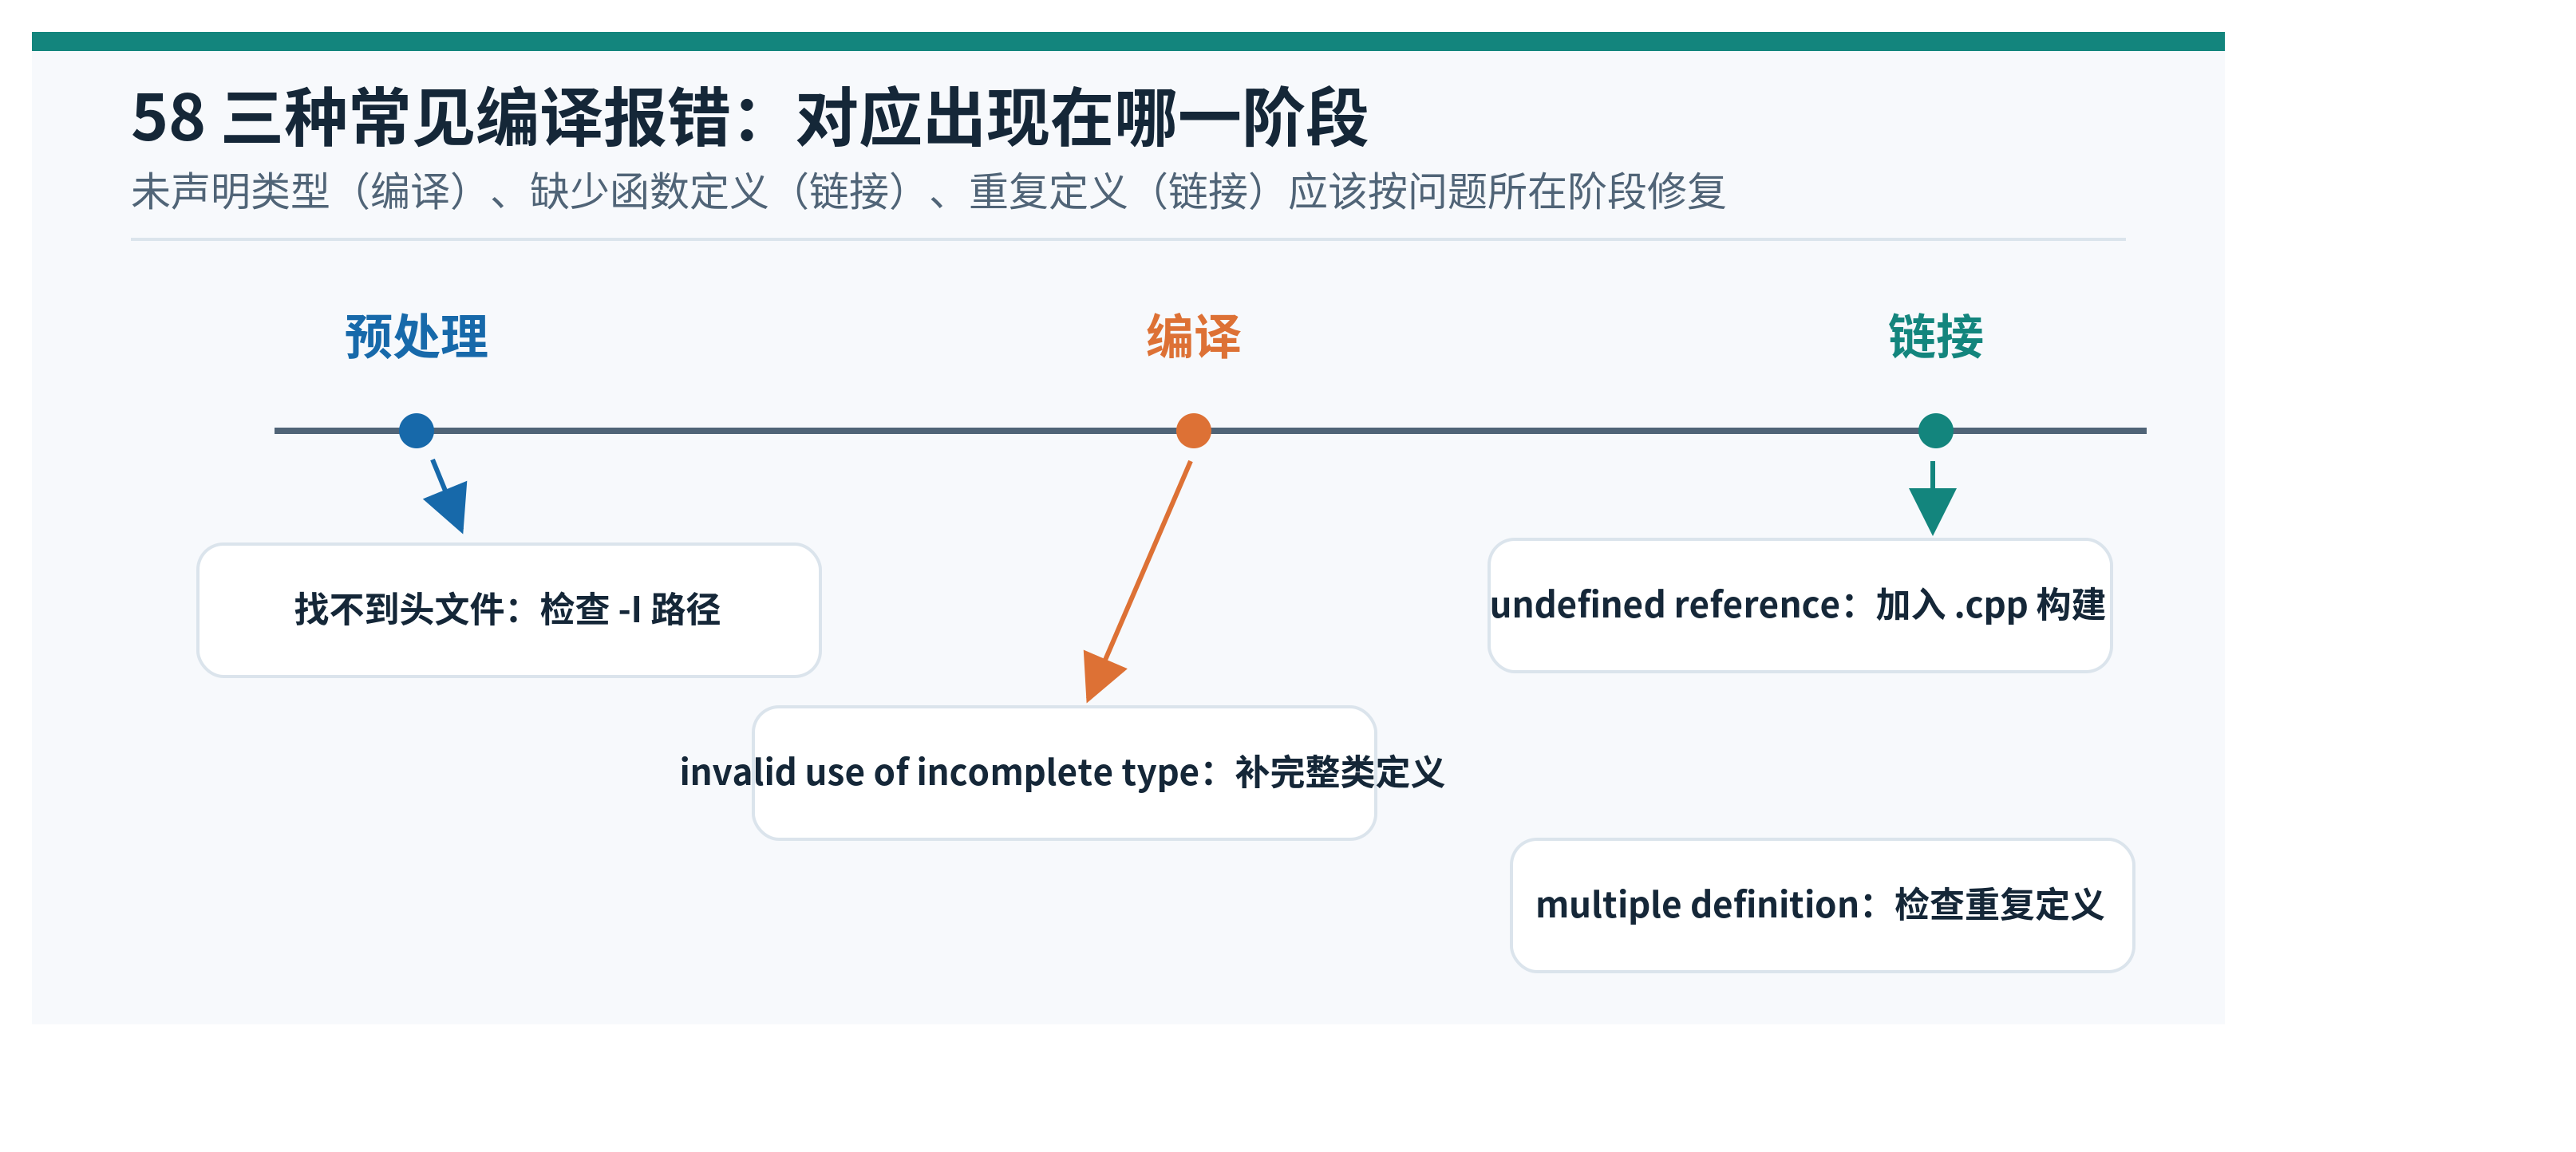 58 三种常见编译报错：对应出现在哪一阶段
未声明类型（编译）、缺少函数定义（链接）、重复定义（链接）应该按问题所在阶段修复
预处理
编译
链接
找不到头文件：检查 -I 路径
undefined reference：加入 .cpp 构建
invalid use of incomplete type：补完整类定义
multiple definition：检查重复定义